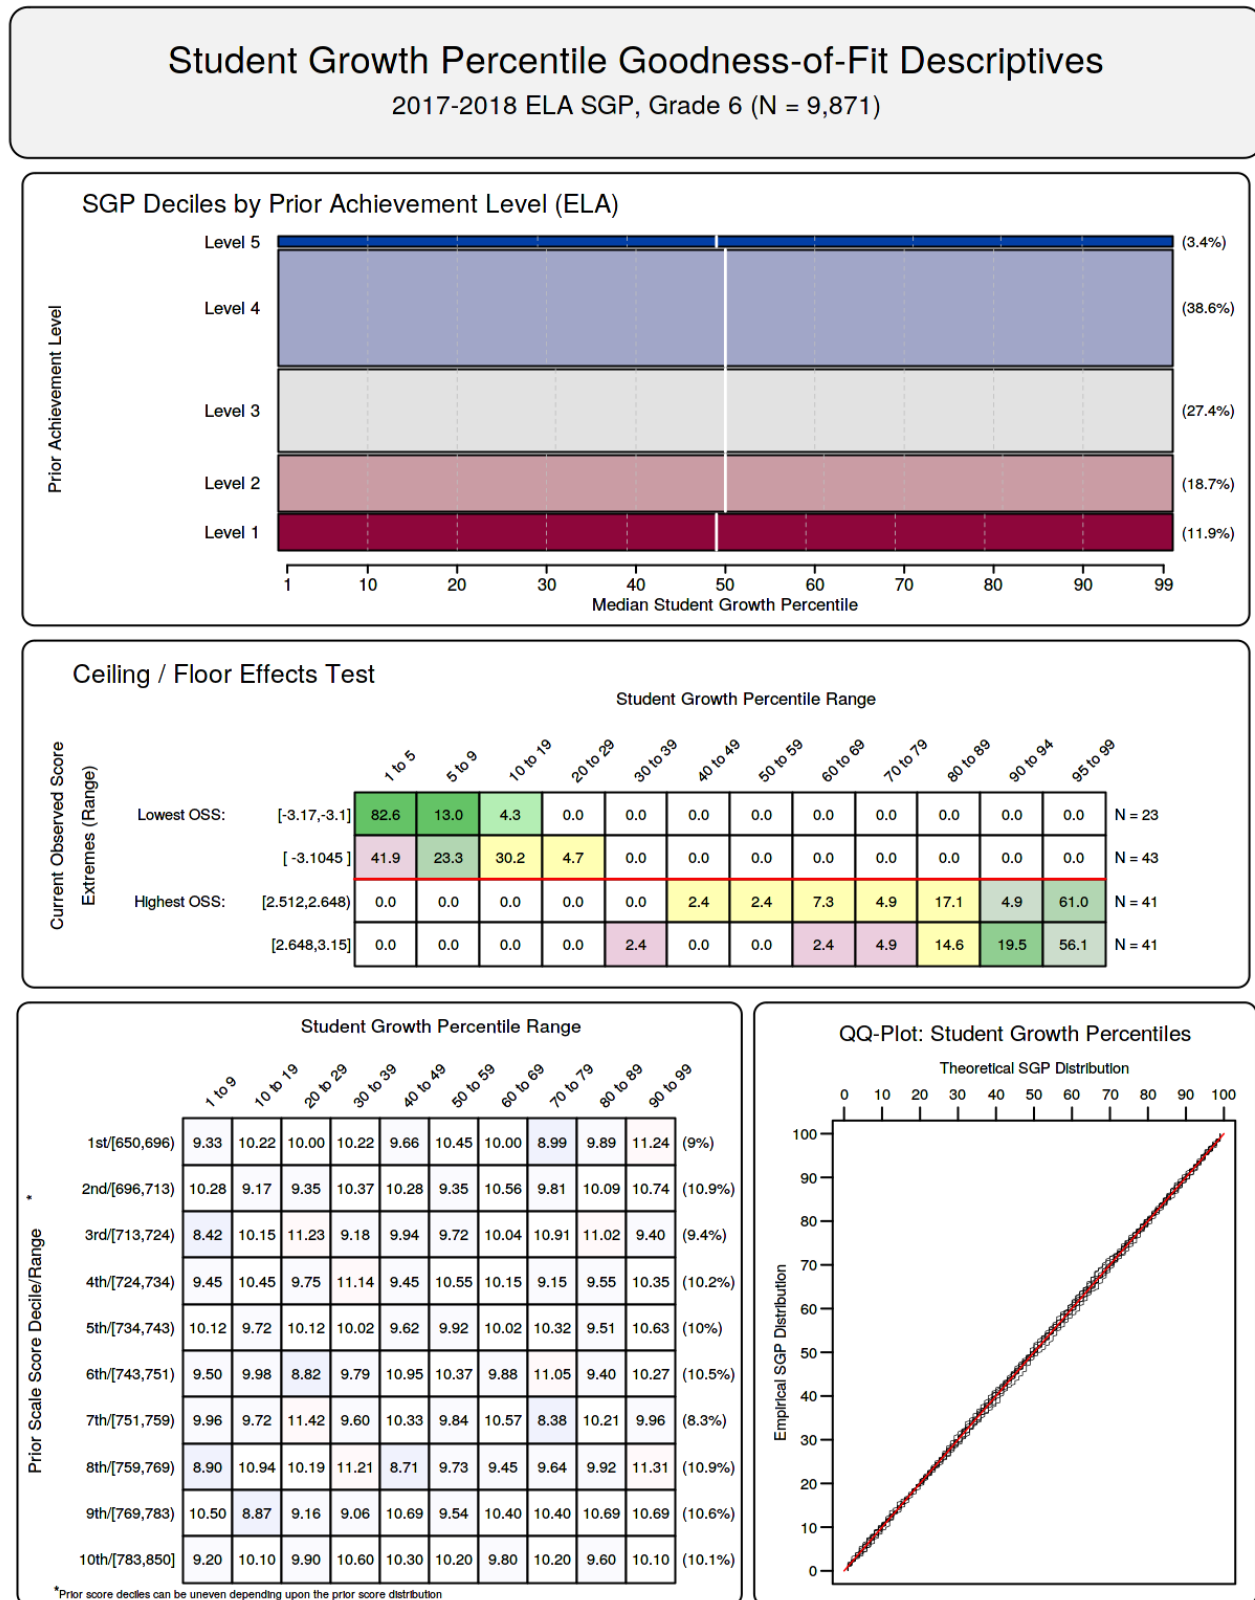 Student Growth Percentile Goodness-of-Fit Descriptives
2017-2018 ELA SGP, Grade 6 (N = 9,871)
SGP Deciles by Prior Achievement Level (ELA)
Prior Achievement Level
Level 5 (3.4%)
Level 4 (38.6%)
Level 3 (27.4%)
Level 2 (18.7%)
Level 1 (11.9%)
1 10 20 30 40 50 60 70 80 90 99
Median Student Growth Percentile
Ceiling / Floor Effects Test
Student Growth Percentile Range
Current Observed Score
Extremes (Range)
1 to 5 5 to 9 10 to 19 20 to 29 30 to 39 40 to 49 50 to 59 60 to 69 70 to 79 80 to 89 90 to 94 95 to 99
Lowest OSS: [-3.17,-3.1] 82.6 13.0 4.3 0.0 0.0 0.0 0.0 0.0 0.0 0.0 0.0 0.0 N = 23
[ -3.1045 ] 41.9 23.3 30.2 4.7 0.0 0.0 0.0 0.0 0.0 0.0 0.0 0.0 N = 43
Highest OSS: [2.512,2.648) 0.0 0.0 0.0 0.0 0.0 2.4 2.4 7.3 4.9 17.1 4.9 61.0 N = 41
[2.648,3.15] 0.0 0.0 0.0 0.0 2.4 0.0 0.0 2.4 4.9 14.6 19.5 56.1 N = 41
Student Growth Percentile Range
Prior Scale Score Decile/Range *
1 to 9 10 to 19 20 to 29 30 to 39 40 to 49 50 to 59 60 to 69 70 to 79 80 to 89 90 to 99
1st/[650,696) 9.33 10.22 10.00 10.22 9.66 10.45 10.00 8.99 9.89 11.24 (9%)
2nd/[696,713) 10.28 9.17 9.35 10.37 10.28 9.35 10.56 9.81 10.09 10.74 (10.9%)
3rd/[713,724) 8.42 10.15 11.23 9.18 9.94 9.72 10.04 10.91 11.02 9.40 (9.4%)
4th/[724,734) 9.45 10.45 9.75 11.14 9.45 10.55 10.15 9.15 9.55 10.35 (10.2%)
5th/[734,743) 10.12 9.72 10.12 10.02 9.62 9.92 10.02 10.32 9.51 10.63 (10%)
6th/[743,751) 9.50 9.98 8.82 9.79 10.95 10.37 9.88 11.05 9.40 10.27 (10.5%)
7th/[751,759) 9.96 9.72 11.42 9.60 10.33 9.84 10.57 8.38 10.21 9.96 (8.3%)
8th/[759,769) 8.90 10.94 10.19 11.21 8.71 9.73 9.45 9.64 9.92 11.31 (10.9%)
9th/[769,783) 10.50 8.87 9.16 9.06 10.69 9.54 10.40 10.40 10.69 10.69 (10.6%)
10th/[783,850] 9.20 10.10 9.90 10.60 10.30 10.20 9.80 10.20 9.60 10.10 (10.1%)
*Prior score deciles can be uneven depending upon the prior score distribution
QQ-Plot: Student Growth Percentiles
Theoretical SGP Distribution
0 10 20 30 40 50 60 70 80 90 100
Empirical SGP Distribution
100
90
80
70
60
50
40
30
20
10
0